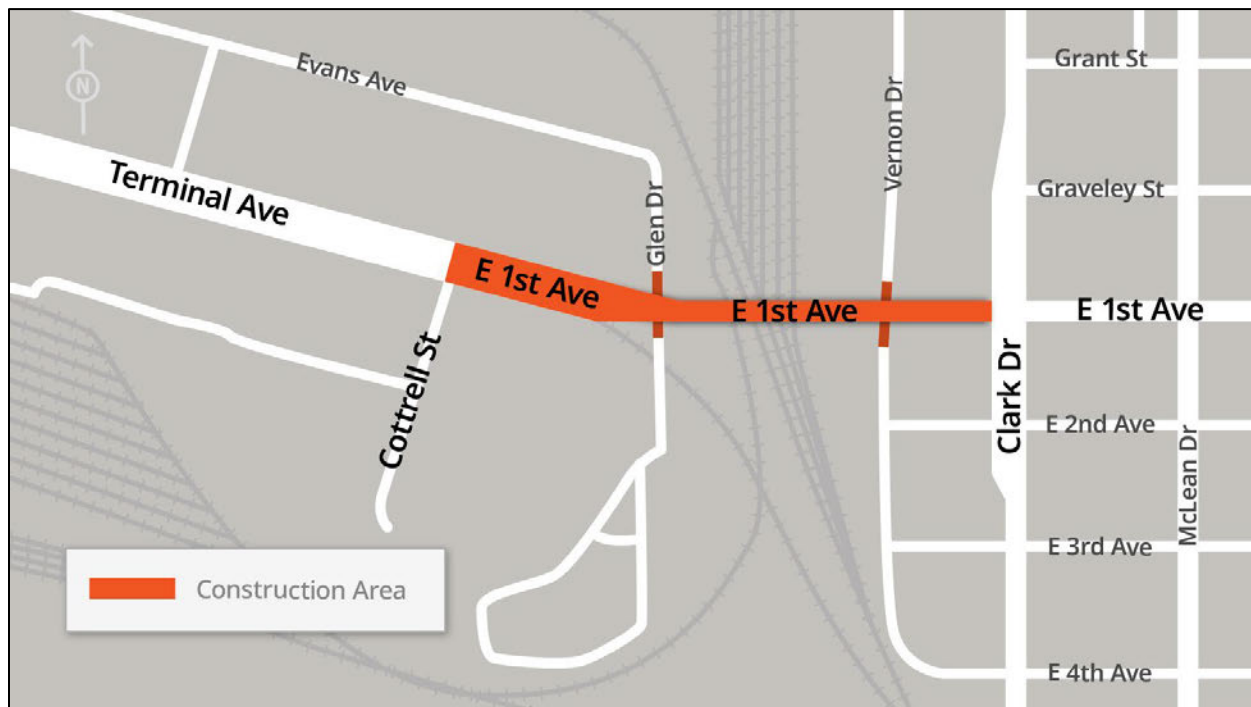 Evans Ave
Grant St
N
Vernon Dr
Terminal Ave
Graveley St
Glen Dr
E 1st Ave
E 1st Ave
E 1st Ave
Cottrell St
Clark Dr
E 2nd Ave
McLean Dr
E 3rd Ave
Construction Area
E 4th Ave